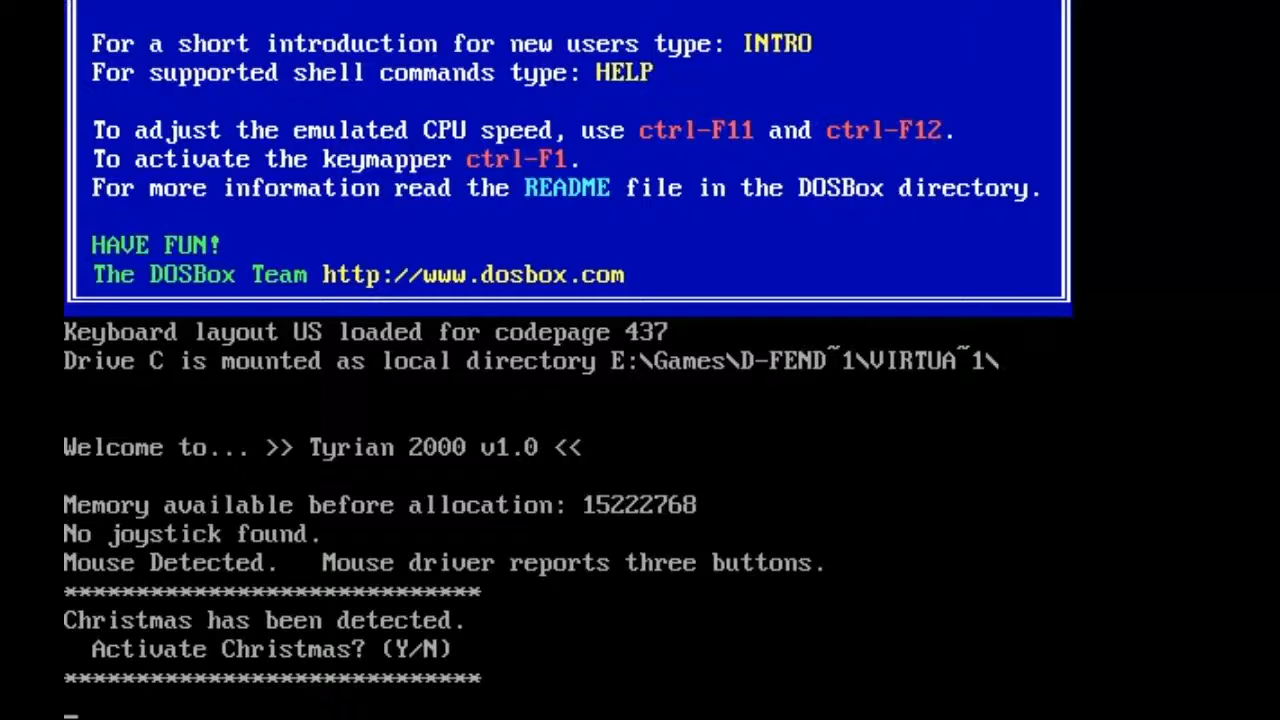 For a short introduction for new users type: INTRO
For supported shell commands type: HELP
To adjust the emulated CPU speed, use ctrl-F11 and ctrl-F12.
To activate the keymapper ctrl-F1.
For more information read the README file in the DOSBox directory.
HAVE FUN!
The DOSBox Team http://www.dosbox.com
Keyboard layout US loaded for codepage 437
Drive C is mounted as local directory E:\Games\D-FEND~1\VIRTUA~1\
Welcome to... >> Tyrian 2000 v1.0 <<
Memory available before allocation: 15222768
No joystick found.
Mouse Detected.   Mouse driver reports three buttons.
*****************************
Christmas has been detected.
  Activate Christmas? (Y/N)
*****************************
_